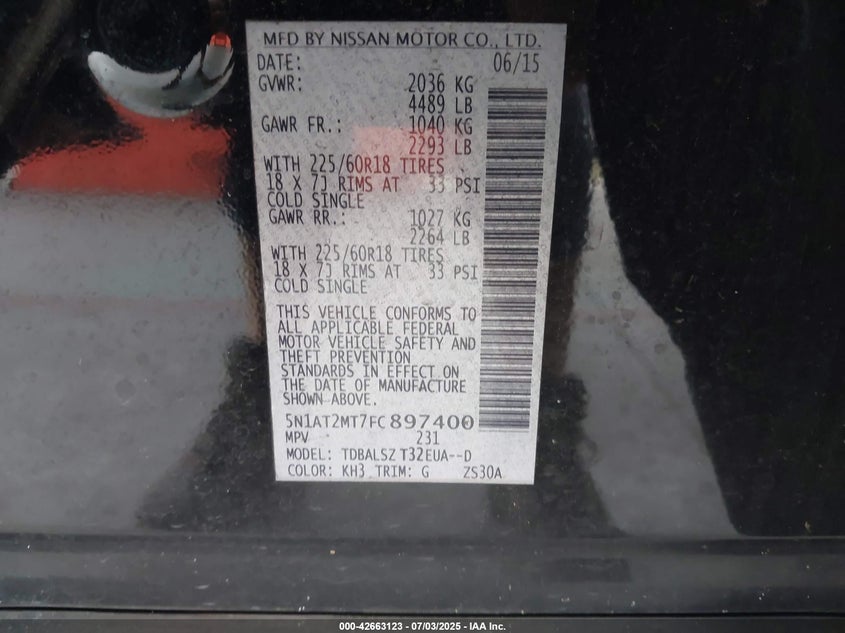 MFD BY NISSAN MOTOR CO., LTD.
DATE: 06/15
GVWR: 2036 KG
4489 LB
GAWR FR.: 1040 KG
2293 LB
WITH 225/60R18 TIRES
18 X 7J RIMS AT 33 PSI
COLD SINGLE
GAWR RR.: 1027 KG
2264 LB
WITH 225/60R18 TIRES
18 X 7J RIMS AT 33 PSI
COLD SINGLE
THIS VEHICLE CONFORMS TO
ALL APPLICABLE FEDERAL
MOTOR VEHICLE SAFETY AND
THEFT PREVENTION
STANDARDS IN EFFECT ON
THE DATE OF MANUFACTURE
SHOWN ABOVE.
5N1AT2MT7FC897400
MPV 231
MODEL: TDBALSZ T32EUA--D
COLOR: KH3 TRIM: G ZS30A
000-42663123 - 07/03/2025 - IAA Inc.